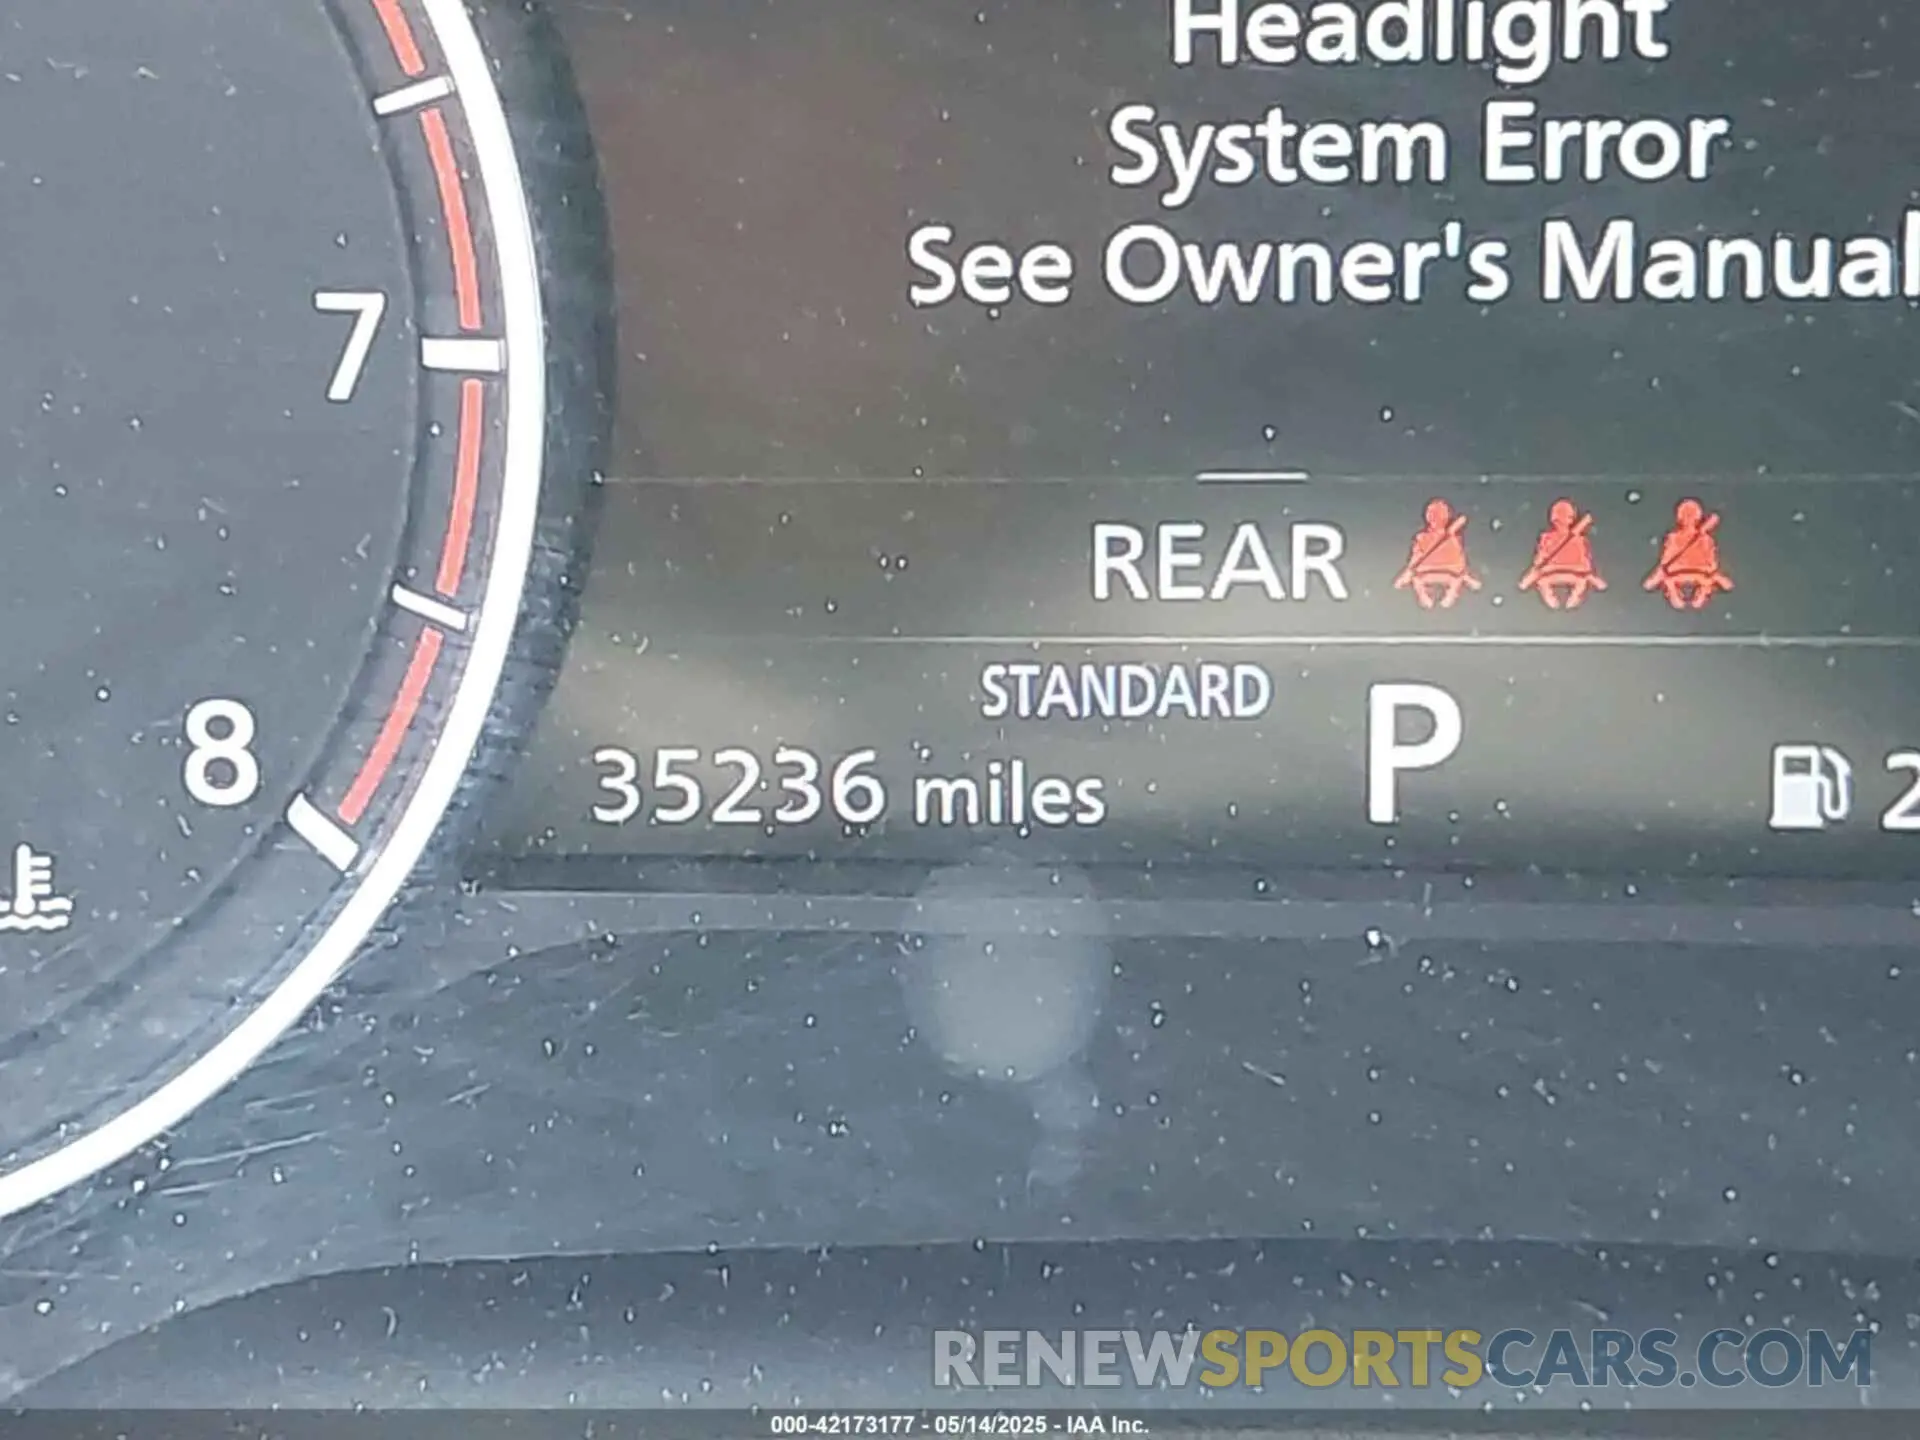 Headlight
System Error
See Owner's Manual
7
REAR
STANDARD
8
35236 miles
P
2
RENEWSPORTSCARS.COM
000-42173177 - 05/14/2025 - IAA Inc.